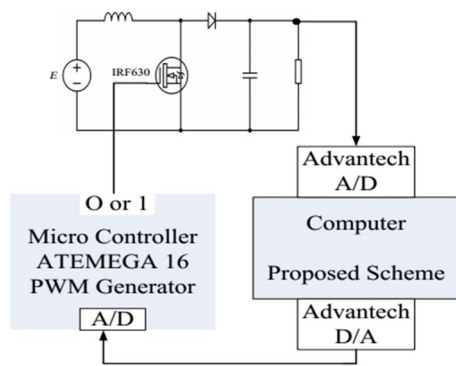 IRF630
E
+
−
Advantech
A/D
O or 1
Micro Controller
ATEMEGA 16
PWM Generator
A/D
Computer
Proposed Scheme
Advantech
D/A